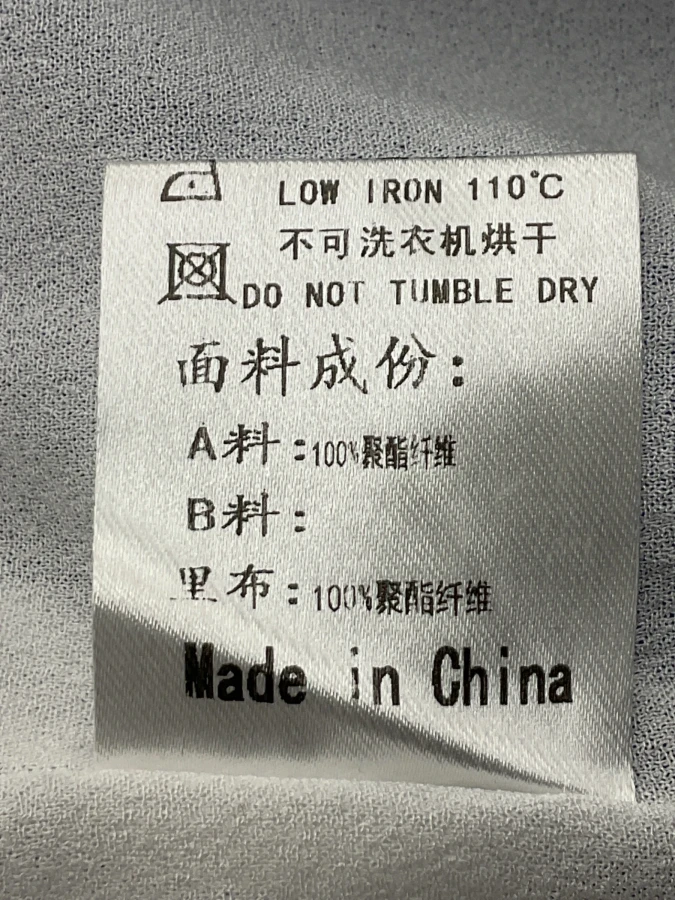 LOW IRON 110℃
不可洗衣机烘干
DO NOT TUMBLE DRY
面料成份:
A料:100%聚酯纤维
B料:
里布:100%聚酯纤维
Made in China